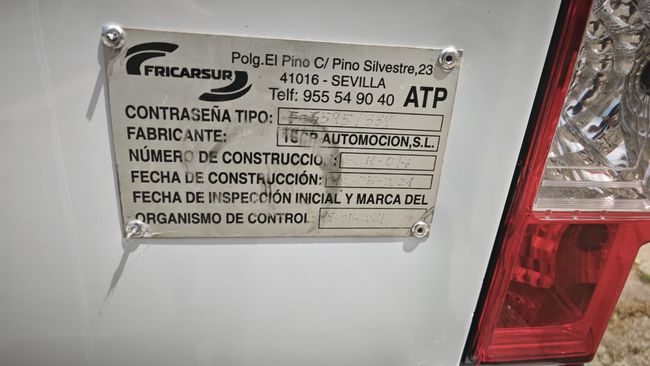 FRICARSUR
Polg.El Pino C/ Pino Silvestre,23
41016 - SEVILLA
Telf: 955 54 90 40 ATP
CONTRASEÑA TIPO:
FABRICANTE: AUTOMOCION,S.L.
NÚMERO DE CONSTRUCCIÓN:
FECHA DE CONSTRUCCIÓN:
FECHA DE INSPECCIÓN INICIAL Y MARCA DEL
ORGANISMO DE CONTROL